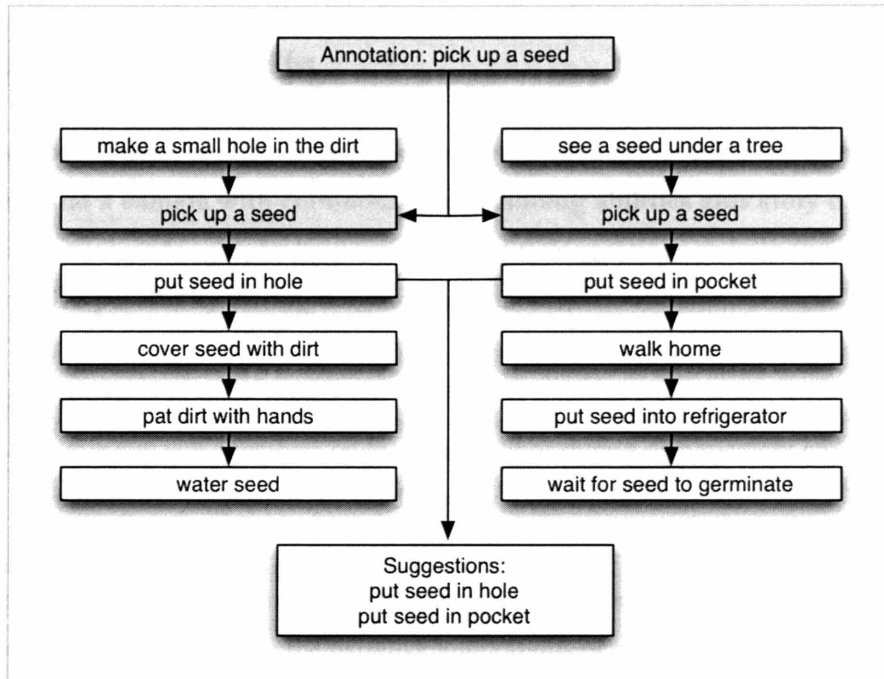 Annotation: pick up a seed
make a small hole in the dirt
pick up a seed
put seed in hole
cover seed with dirt
pat dirt with hands
water seed
see a seed under a tree
pick up a seed
put seed in pocket
walk home
put seed into refrigerator
wait for seed to germinate
Suggestions:
put seed in hole
put seed in pocket